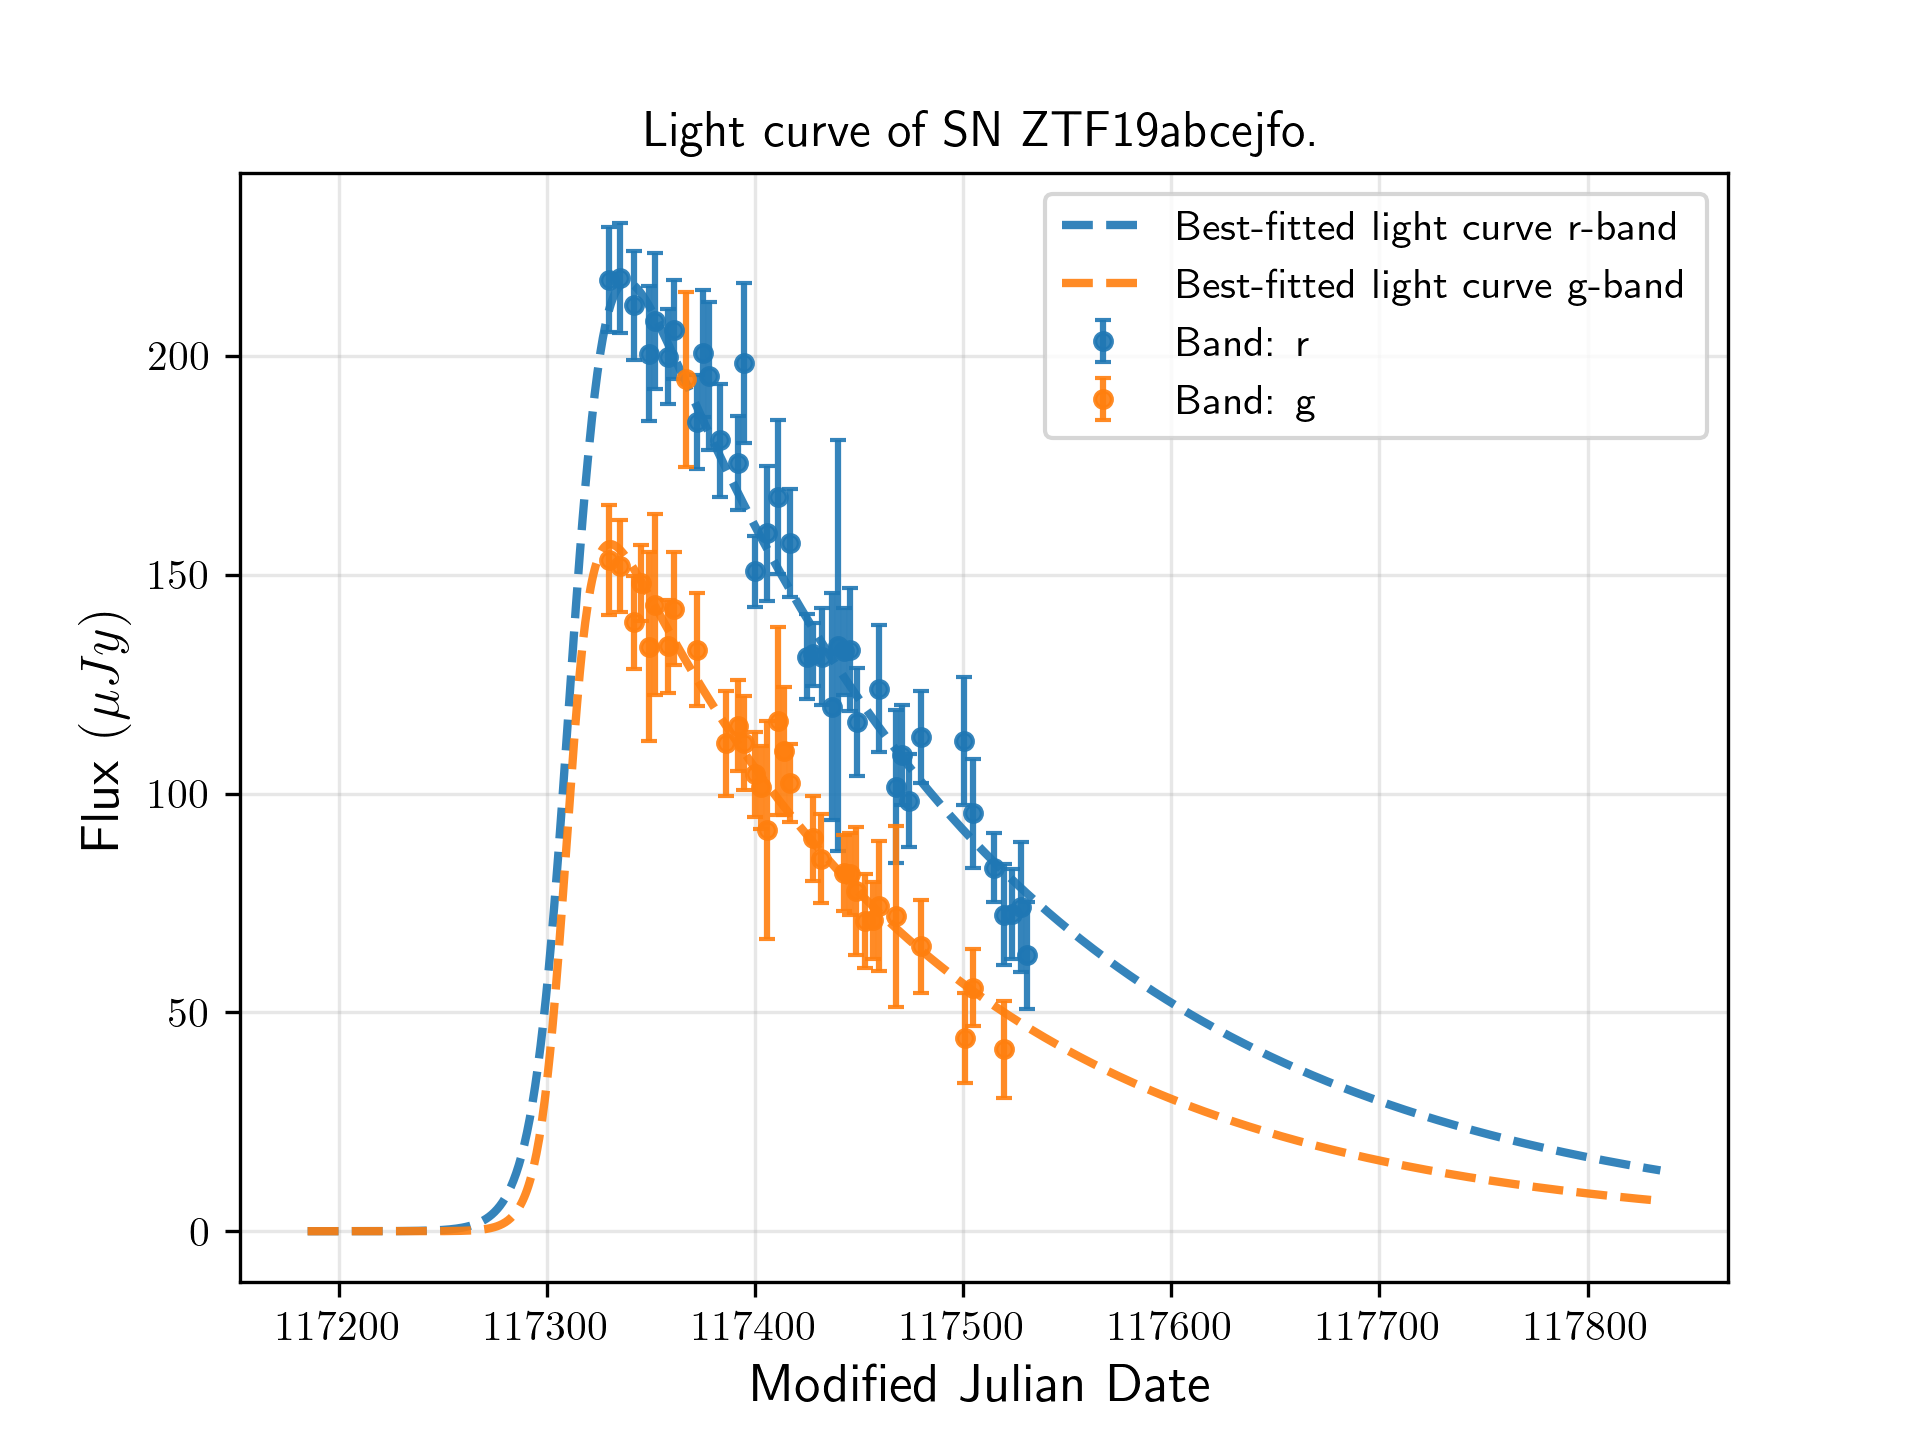 Light curve of SN ZTF19abcejfo.
Best-fitted light curve r-band
Best-fitted light curve g-band
Band: r
Band: g
Flux (μJy)
200
150
100
50
0
117200 117300 117400 117500 117600 117700 117800
Modified Julian Date